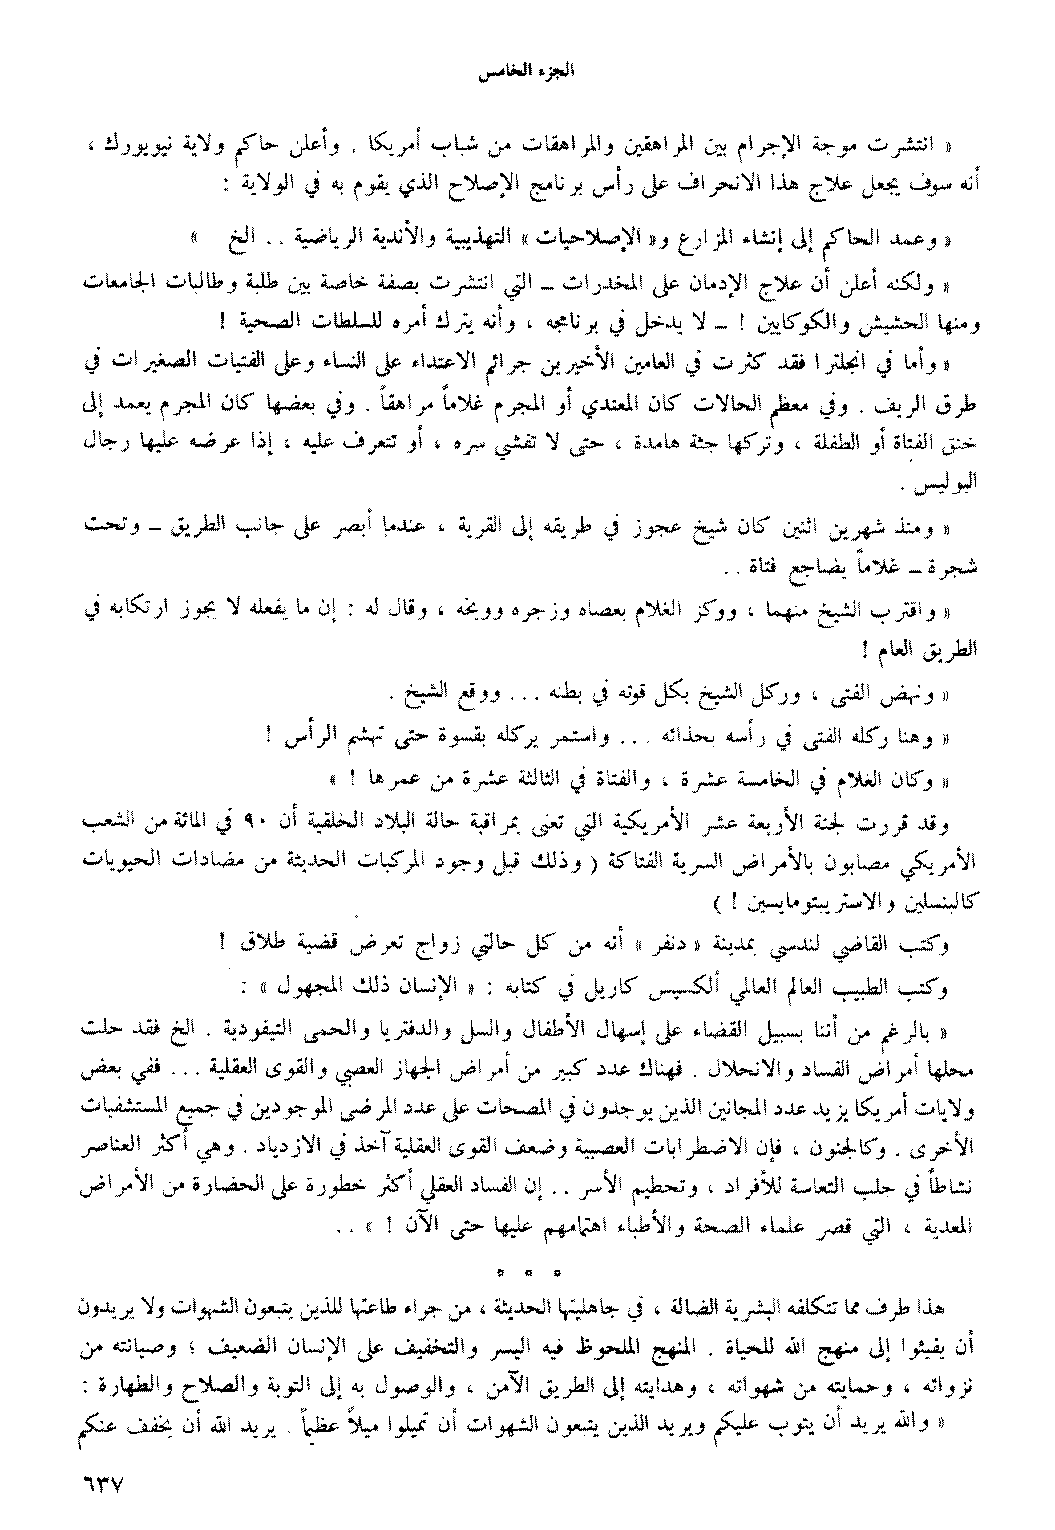 الجزء الخامس
« انتشرت موجة الإجرام بين المراهقين والمراهقات من شباب أمريكا . وأعلن حاكم ولاية نيويورك ،
أنه سوف يجعل علاج هذا الانحراف على رأس برنامج الإصلاح الذي يقوم به في الولاية :
« وعمد الحاكم إلى إنشاء المزارع و« الإصلاحيات » التهذيبية والأندية الرياضية .. الخ »
« ولكنه أعلن أن علاج الإدمان على المخدرات – التي انتشرت بصفة خاصة بين طلبة وطالبات الجامعات
ومنها الحشيش والكوكايين ! – لا يدخل في برنامجه ، وأنه يترك أمره للسلطات الصحية !
« وأما في انجلترا فقد كثرت في العامين الأخيرين جرائم الاعتداء على النساء وعلى الفتيات الصغيرات في
طرق الريف . وفي معظم الحالات كان المعتدي أو المجرم غلاماً مراهقاً . وفي بعضها كان المجرم يعمد إلى
خنق الفتاة أو الطفلة ، وتركها جثة هامدة ، حتى لا تفشي سره ، أو تتعرف عليه ، إذا عرضه عليها رجال
البوليس .
« ومنذ شهرين اثنين كان شيخ عجوز في طريقه إلى القرية ، عندما أبصر على جانب الطريق – وتحت
شجرة – غلاماً يضاجع فتاة ..
« واقترب الشيخ منهما ، ووكز الغلام بعصاه وزجره ووبخه ، وقال له : إن ما يفعله لا يجوز ارتكابه في
الطريق العام !
« ونهض الفتى ، وركل الشيخ بكل قوته في بطنه ... ووقع الشيخ .
« وهنا ركله الفتى في رأسه بحذائه ... واستمر يركله بقسوة حتى تهشم الرأس !
« وكان الغلام في الخامسة عشرة ، والفتاة في الثالثة عشرة من عمرها ! »
وقد قررت لجنة الأربعة عشر الأمريكية التي تعنى بمراقبة حالة البلاد الخلقية أن ٩٠ في المائة من الشعب
الأمريكي مصابون بالأمراض السرية الفتاكة ( وذلك قبل وجود المركبات الحديثة من مضادات الحيويات
كالبنسلين والاستريبتومايسين ! )
وكتب القاضي لندسي بمدينة « دنفر » أنه من كل حالتي زواج تعرض قضية طلاق !
وكتب الطبيب العالم العالمي ألكسيس كاريل في كتابه : « الإنسان ذلك المجهول » :
« بالرغم من أننا بسبيل القضاء على إسهال الأطفال والسل والدفتريا والحمى التيفودية . الخ فقد حلت
محلها أمراض الفساد والانحلال . فهناك عدد كبير من أمراض الجهاز العصبي والقوى العقلية ... ففي بعض
ولايات أمريكا يزيد عدد المجانين الذين يوجدون في المصحات على عدد المرضى الموجودين في جميع المستشفيات
الأخرى . وكالجنون ، فإن الاضطرابات العصبية وضعف القوى العقلية آخذ في الازدياد . وهي أكثر العناصر
نشاطاً في جلب التعاسة للأفراد ، وتحطيم الأسر .. إن الفساد العقلي أكثر خطورة على الحضارة من الأمراض
المعدية ، التي قصر علماء الصحة والأطباء اهتمامهم عليها حتى الآن ! » ..
* * *
هذا طرف مما تتكلفه البشرية الضالة ، في جاهليتها الحديثة ، من جراء طاعتها للذين يتبعون الشهوات ولا يريدون
أن يفيئوا إلى منهج الله للحياة . المنهج الملحوظ فيه اليسر والتخفيف على الإنسان الضعيف ؛ وصيانته من
نزواته ، وحمايته من شهواته ، وهدايته إلى الطريق الآمن ، والوصول به إلى التوبة والصلاح والطهارة :
« والله يريد أن يتوب عليكم ويريد الذين يتبعون الشهوات أن تميلوا ميلاً عظيماً . يريد الله أن يخفف عنكم
٦٣٧